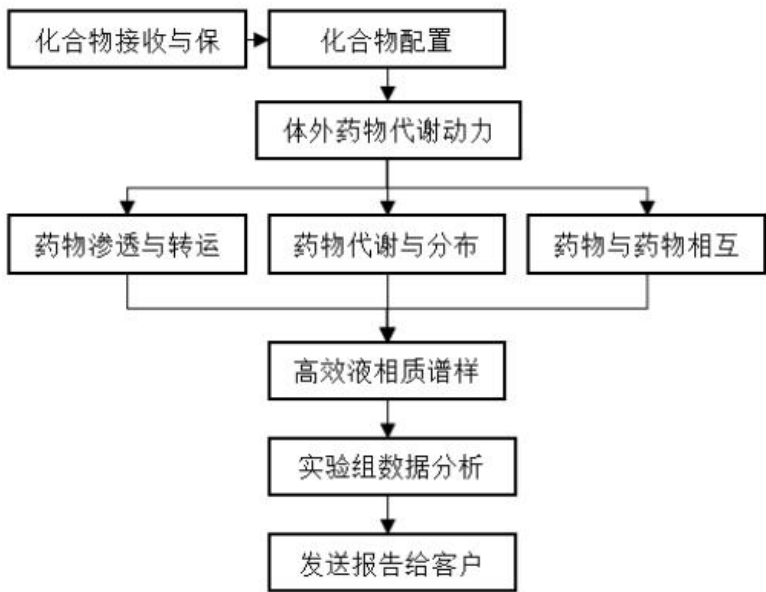 化合物接收与保
化合物配置
体外药物代谢动力
药物渗透与转运
药物代谢与分布
药物与药物相互
高效液相质谱样
实验组数据分析
发送报告给客户